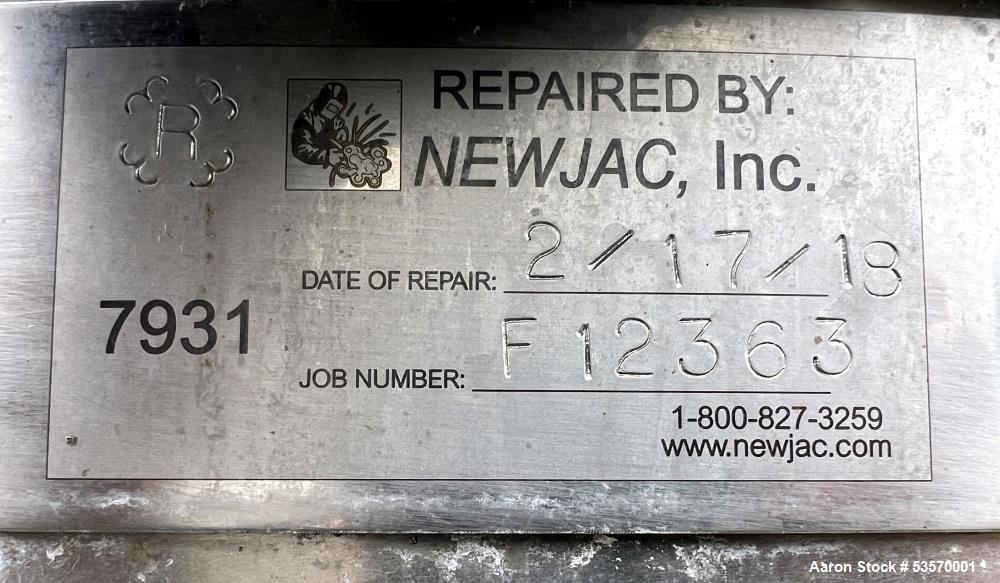 R
REPAIRED BY:
NEWJAC, Inc.
DATE OF REPAIR: 2/17/18
7931
JOB NUMBER: F12363
1-800-827-3259
www.newjac.com
Aaron Stock # 53570001